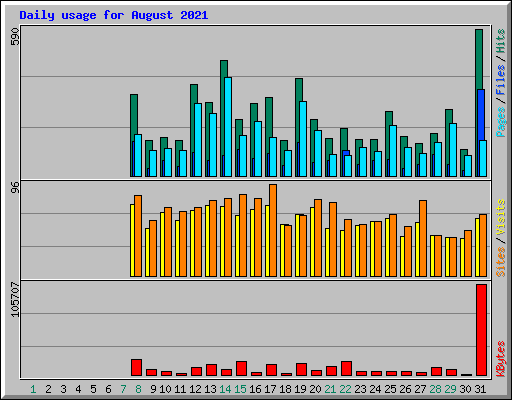 Daily usage for August 2021
590
Pages/Files/Hits
96
Sites/Visits
105707
KBytes
1 2 3 4 5 6 7 8 9 10 11 12 13 14 15 16 17 18 19 20 21 22 23 24 25 26 27 28 29 30 31